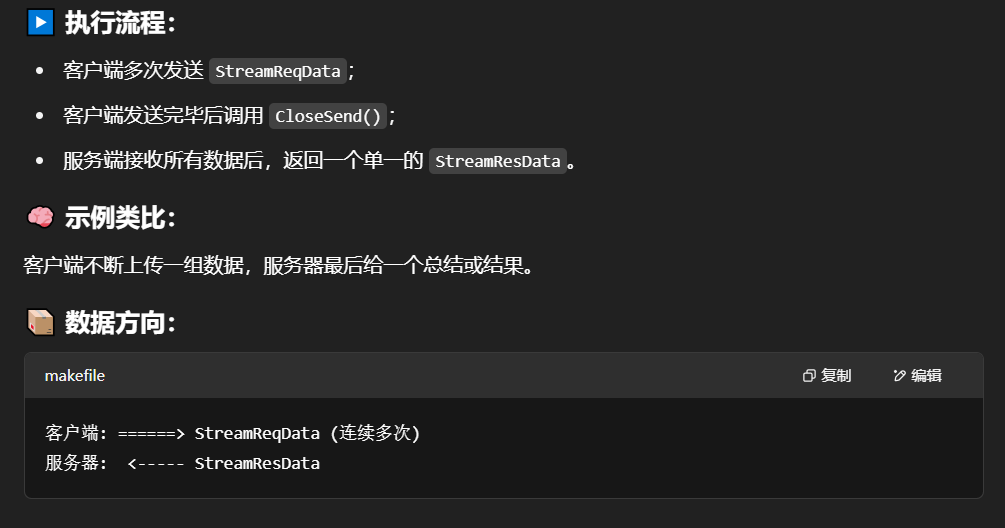 ▶️ 执行流程：
• 客户端多次发送 StreamReqData；
• 客户端发送完毕后调用 CloseSend()；
• 服务端接收所有数据后，返回一个单一的 StreamResData。
🧠 示例类比：
客户端不断上传一组数据，服务器最后给一个总结或结果。
📦 数据方向：
makefile 复制 编辑
客户端: ======> StreamReqData (连续多次)
服务器:  <----- StreamResData